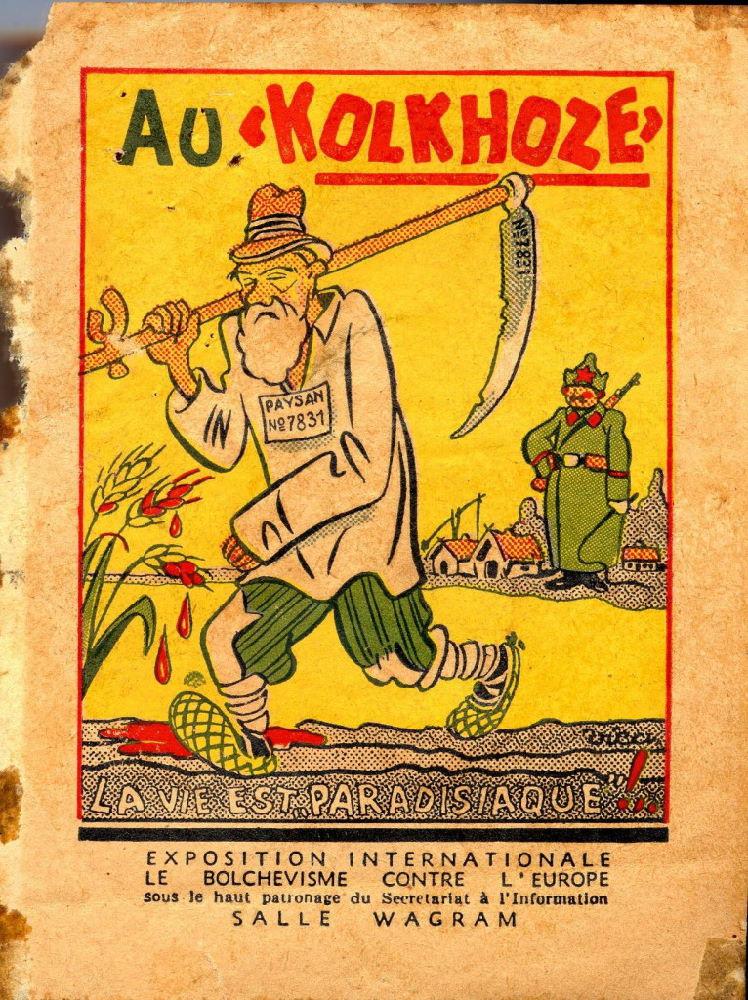 AU «KOLKHOZE»
Nº7831
PAYSAN
Nº7831
LA VIE EST PARADISIAQUE"!..
EXPOSITION INTERNATIONALE
LE BOLCHEVISME CONTRE L'EUROPE
sous le haut patronage du Secretariat à l'Information
SALLE WAGRAM